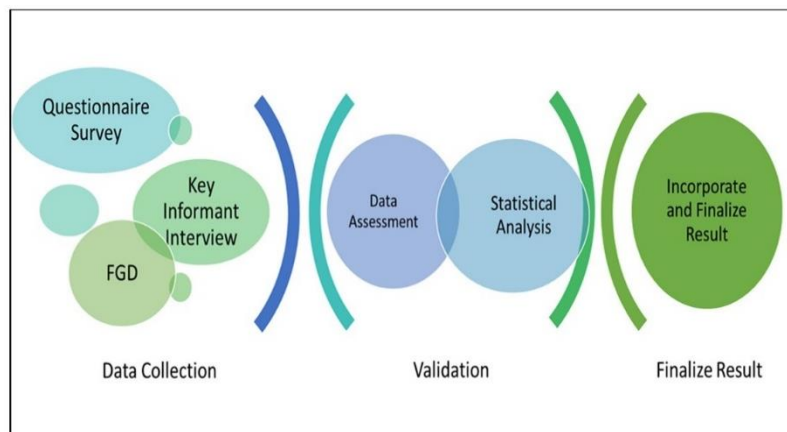 Questionnaire
Survey
Key
Informant
Interview
FGD
Data
Assessment
Statistical
Analysis
Incorporate
and Finalize
Result
Data Collection
Validation
Finalize Result